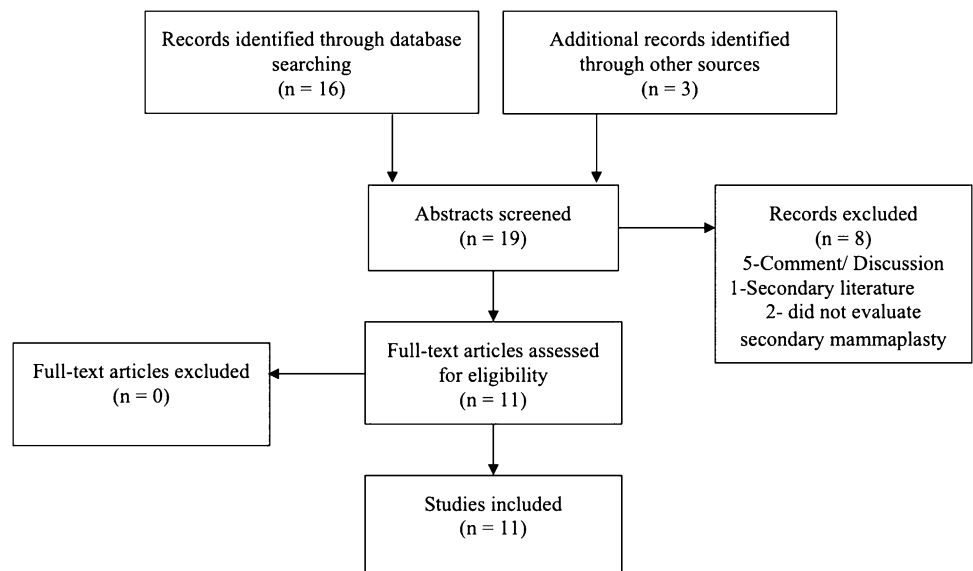 Records identified through database
searching
(n = 16)
Additional records identified
through other sources
(n = 3)
Abstracts screened
(n = 19)
Records excluded
(n = 8)
5-Comment/ Discussion
1-Secondary literature
2- did not evaluate
secondary mammaplasty
Full-text articles assessed
for eligibility
(n = 11)
Full-text articles excluded
(n = 0)
Studies included
(n = 11)